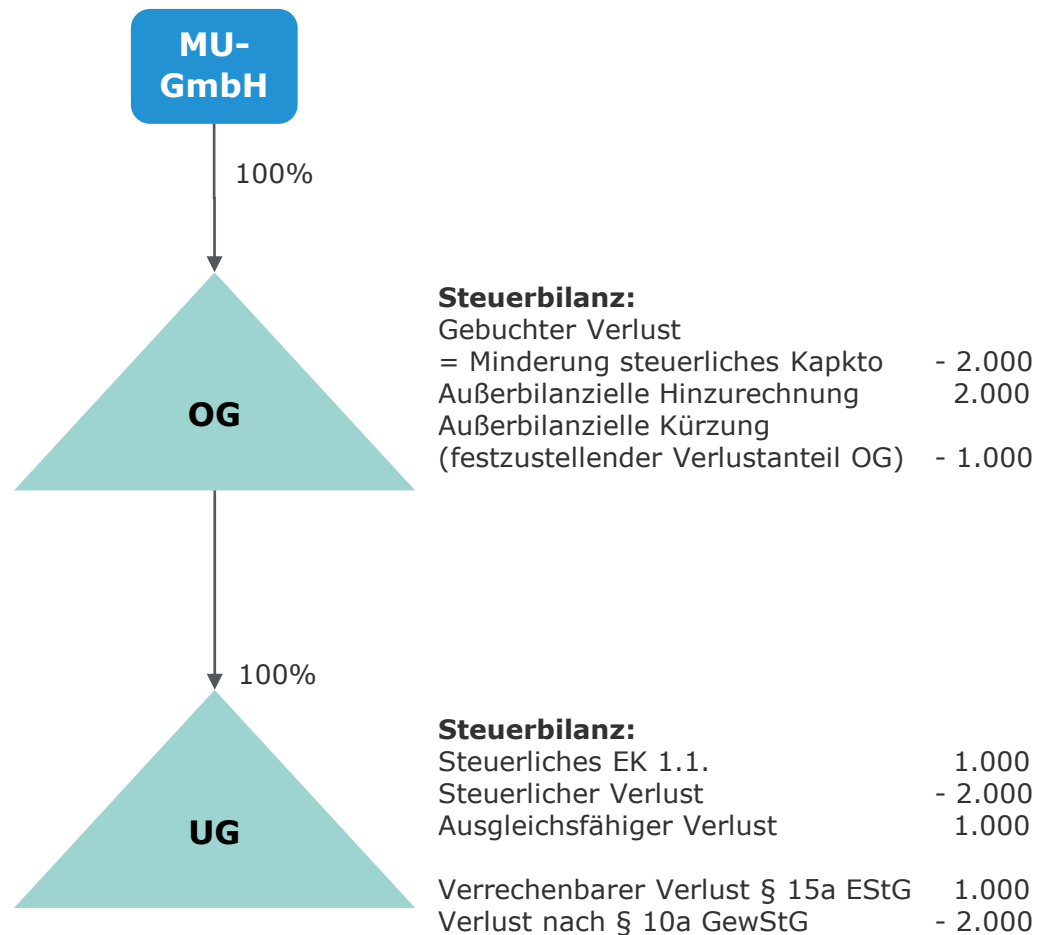 MU-
GmbH
100%
Steuerbilanz:
Gebuchter Verlust
= Minderung steuerliches Kapkto - 2.000
Außerbilanzielle Hinzurechnung 2.000
Außerbilanzielle Kürzung
(festzustellender Verlustanteil OG) - 1.000
OG
100%
Steuerbilanz:
Steuerliches EK 1.1. 1.000
Steuerlicher Verlust - 2.000
Ausgleichsfähiger Verlust 1.000
UG
Verrechenbarer Verlust § 15a EStG 1.000
Verlust nach § 10a GewStG - 2.000